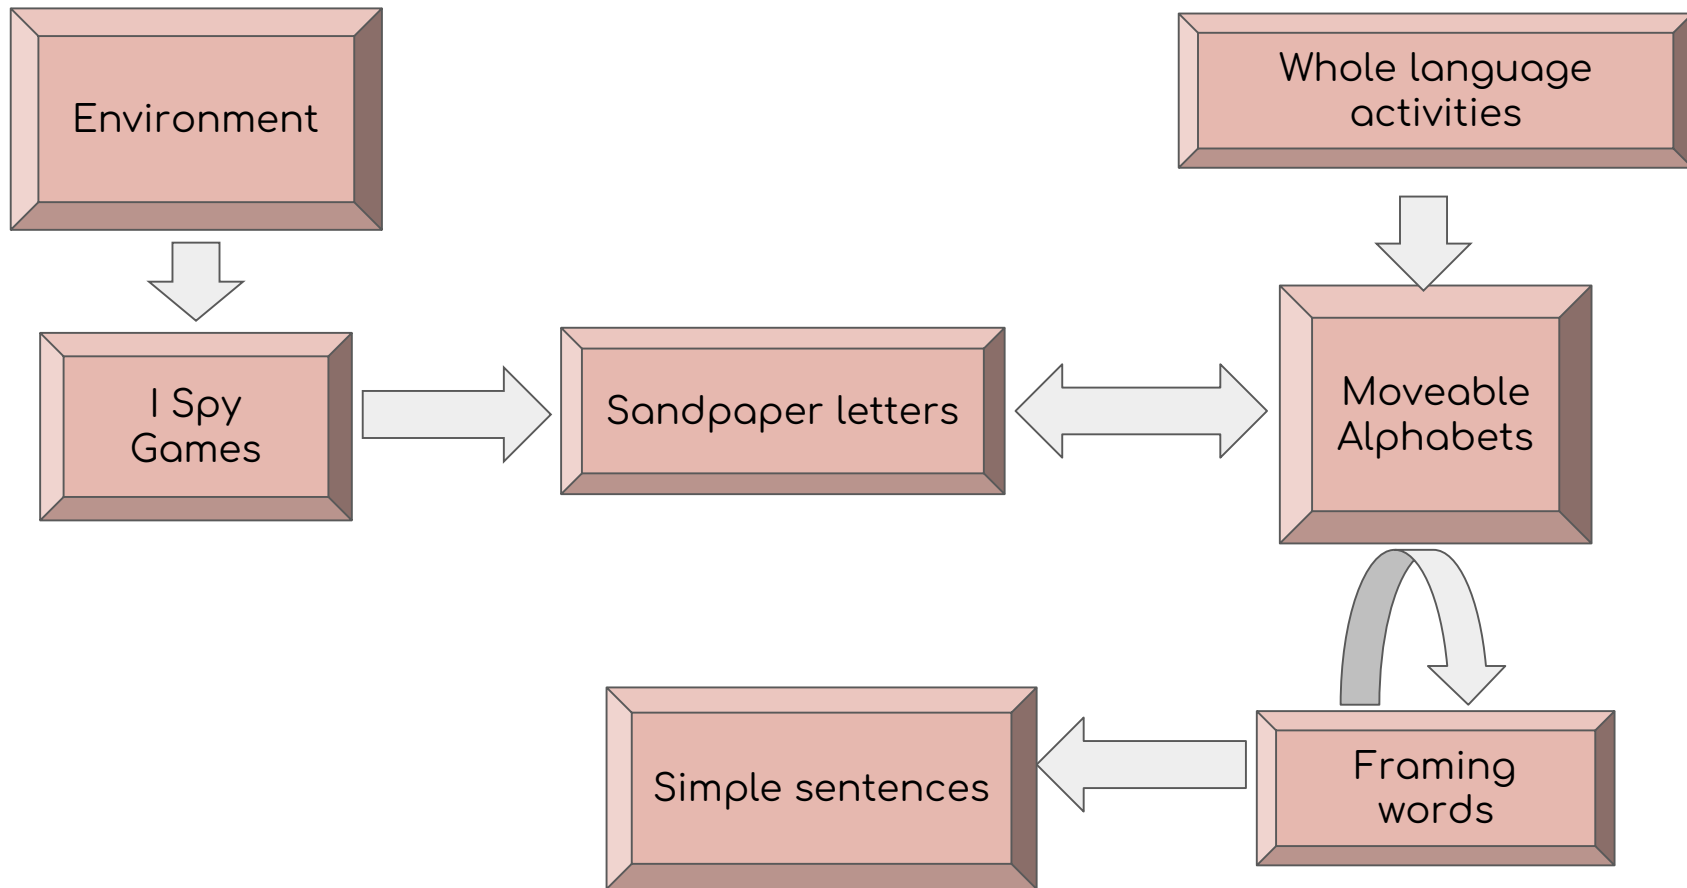 Environment
Whole language
activities
I Spy
Games
Sandpaper letters
Moveable
Alphabets
Simple sentences
Framing
words